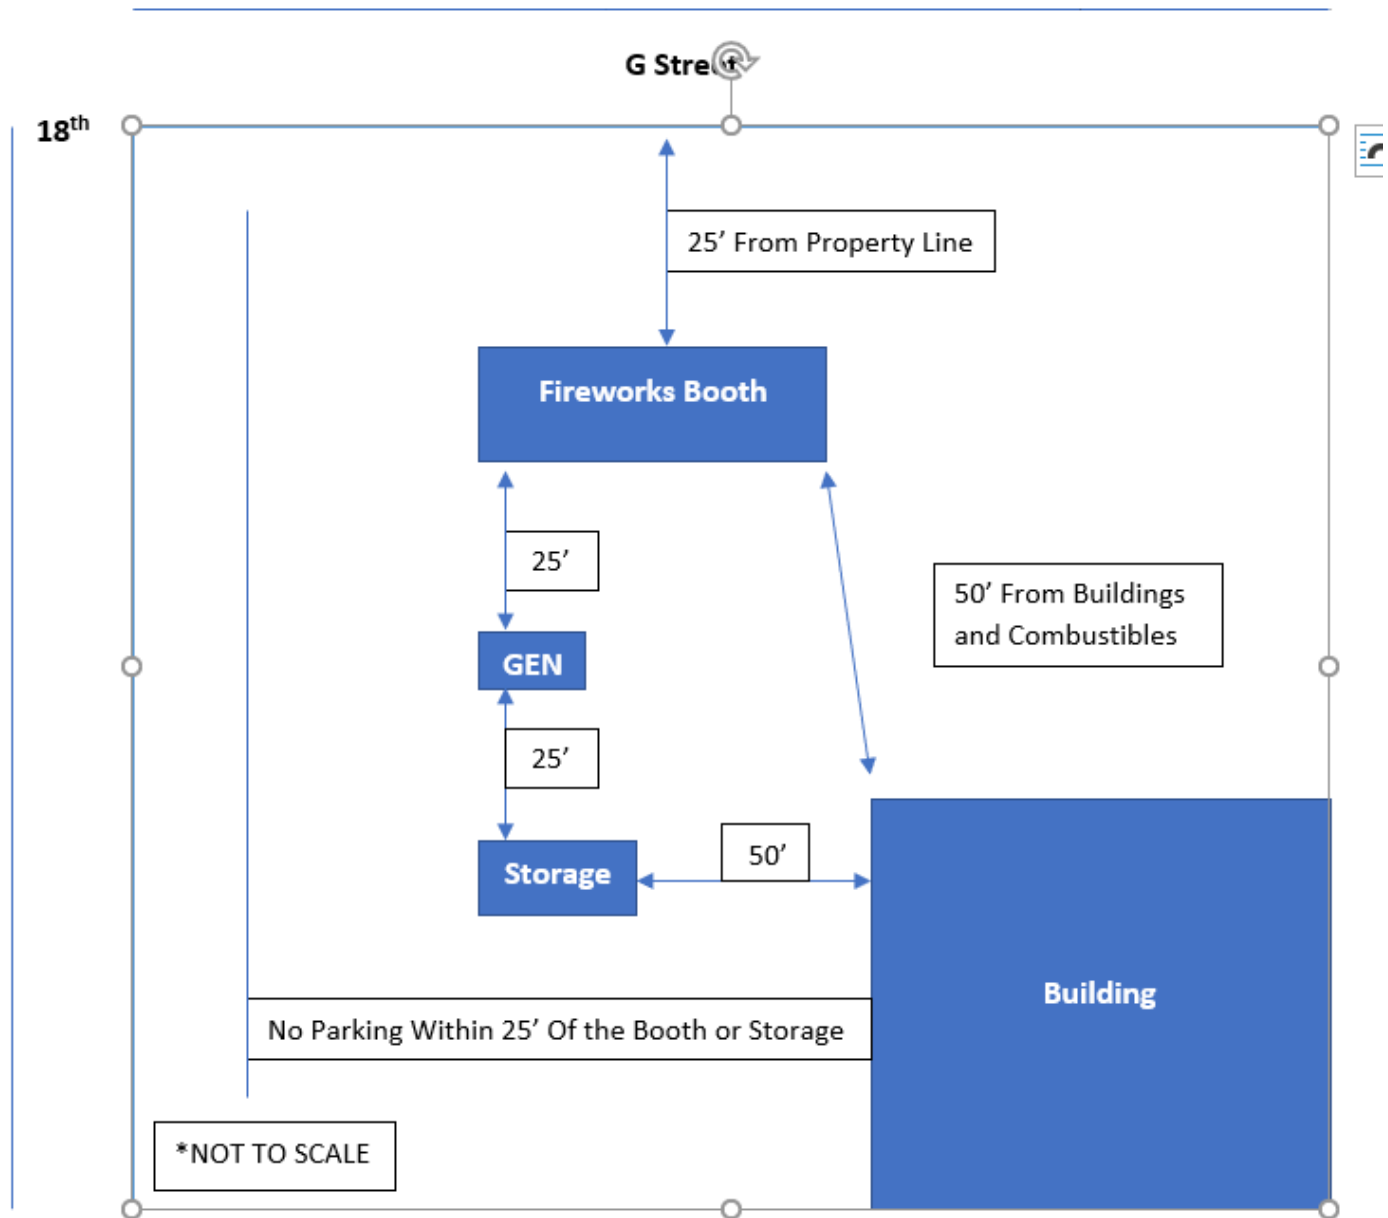 G Street
18th
25’ From Property Line
Fireworks Booth
25’
50’ From Buildings
and Combustibles
GEN
25’
50’
Storage
Building
No Parking Within 25’ Of the Booth or Storage
*NOT TO SCALE